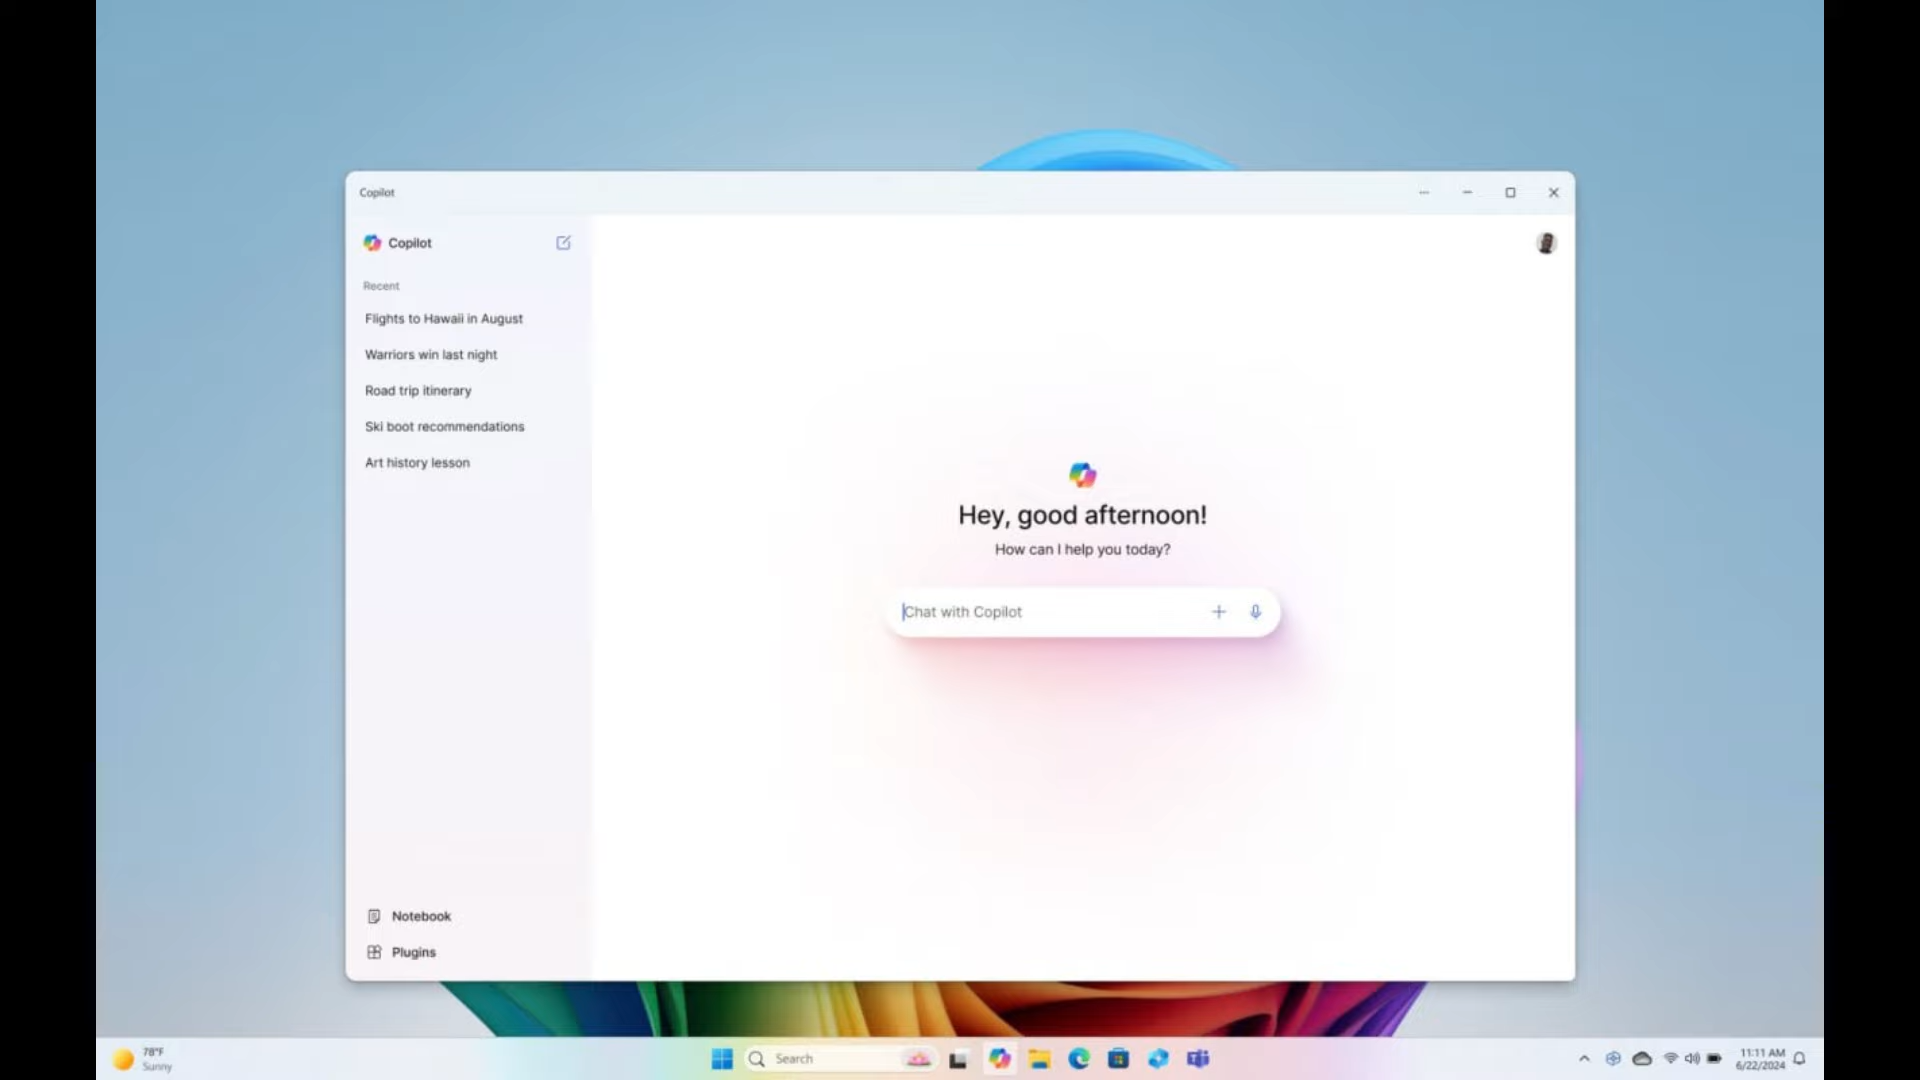 Copilot
Copilot
Recent
Flights to Hawaii in August
Warriors win last night
Road trip itinerary
Ski boot recommendations
Art history lesson
Hey, good afternoon!
How can I help you today?
Chat with Copilot
Notebook
Plugins
78°F
Sunny
Search
11:11 AM
6/22/2024